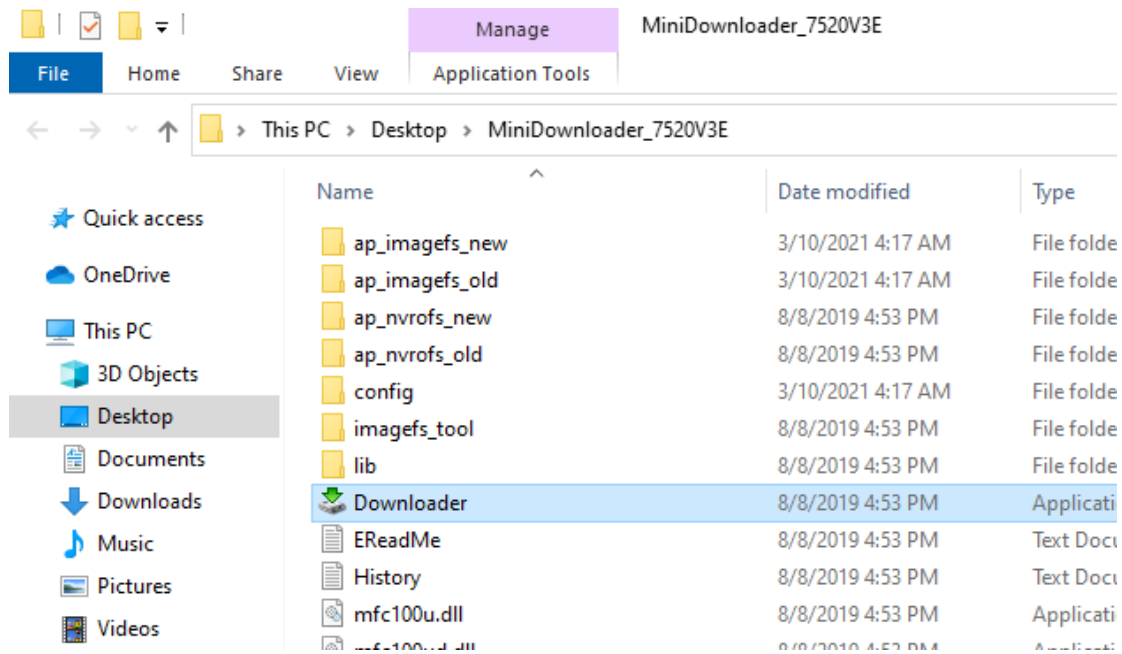 Manage MiniDownloader_7520V3E
File Home Share View Application Tools
This PC Desktop MiniDownloader_7520V3E
Name Date modified Type
Quick access
OneDrive
This PC
3D Objects
Desktop
Documents
Downloads
Music
Pictures
Videos
ap_imagefs_new 3/10/2021 4:17 AM File folde
ap_imagefs_old 3/10/2021 4:17 AM File folde
ap_nvrofs_new 8/8/2019 4:53 PM File folde
ap_nvrofs_old 8/8/2019 4:53 PM File folde
config 3/10/2021 4:17 AM File folde
imagefs_tool 8/8/2019 4:53 PM File folde
lib 8/8/2019 4:53 PM File folde
Downloader 8/8/2019 4:53 PM Applicati
EReadMe 8/8/2019 4:53 PM Text Docu
History 8/8/2019 4:53 PM Text Docu
mfc100u.dll 8/8/2019 4:53 PM Applicati